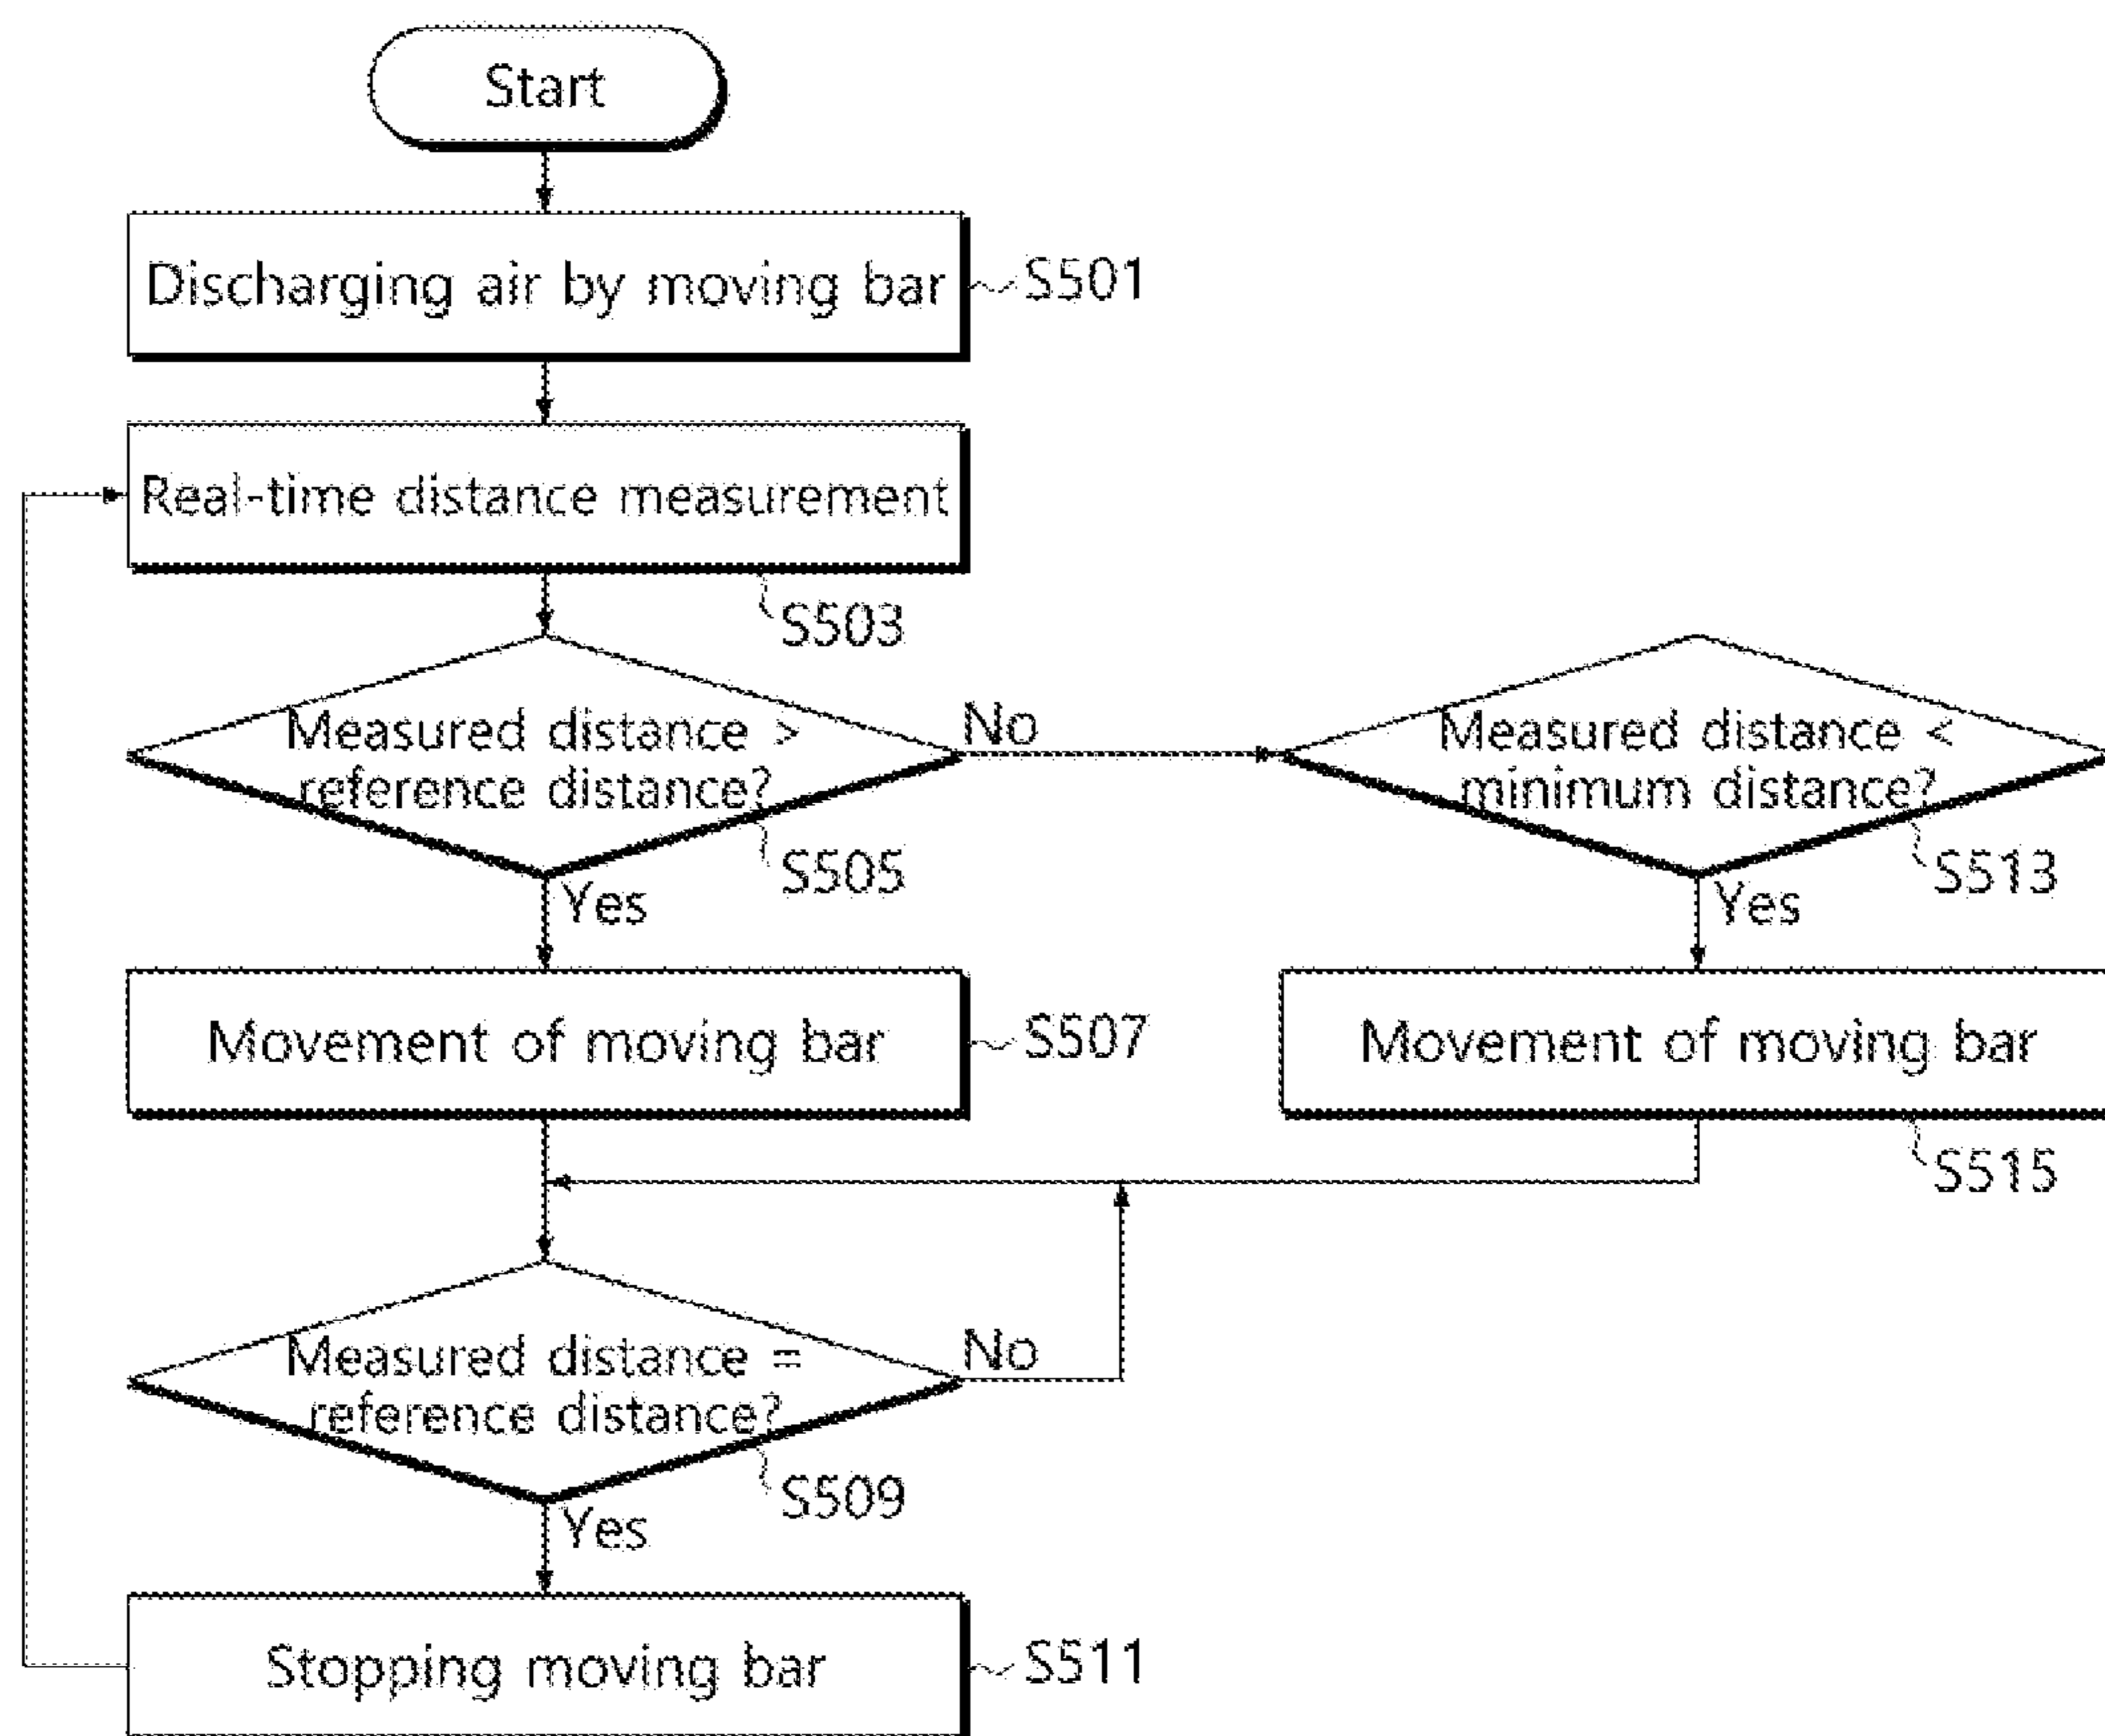 Start
Discharging air by moving bar
S501
Real-time distance measurement
S503
Measured distance >
reference distance?
S505
No
Measured distance <
minimum distance?
S513
Yes
Yes
Movement of moving bar
S507
Movement of moving bar
S515
Measured distance =
reference distance?
S509
No
Yes
Stopping moving bar
S511